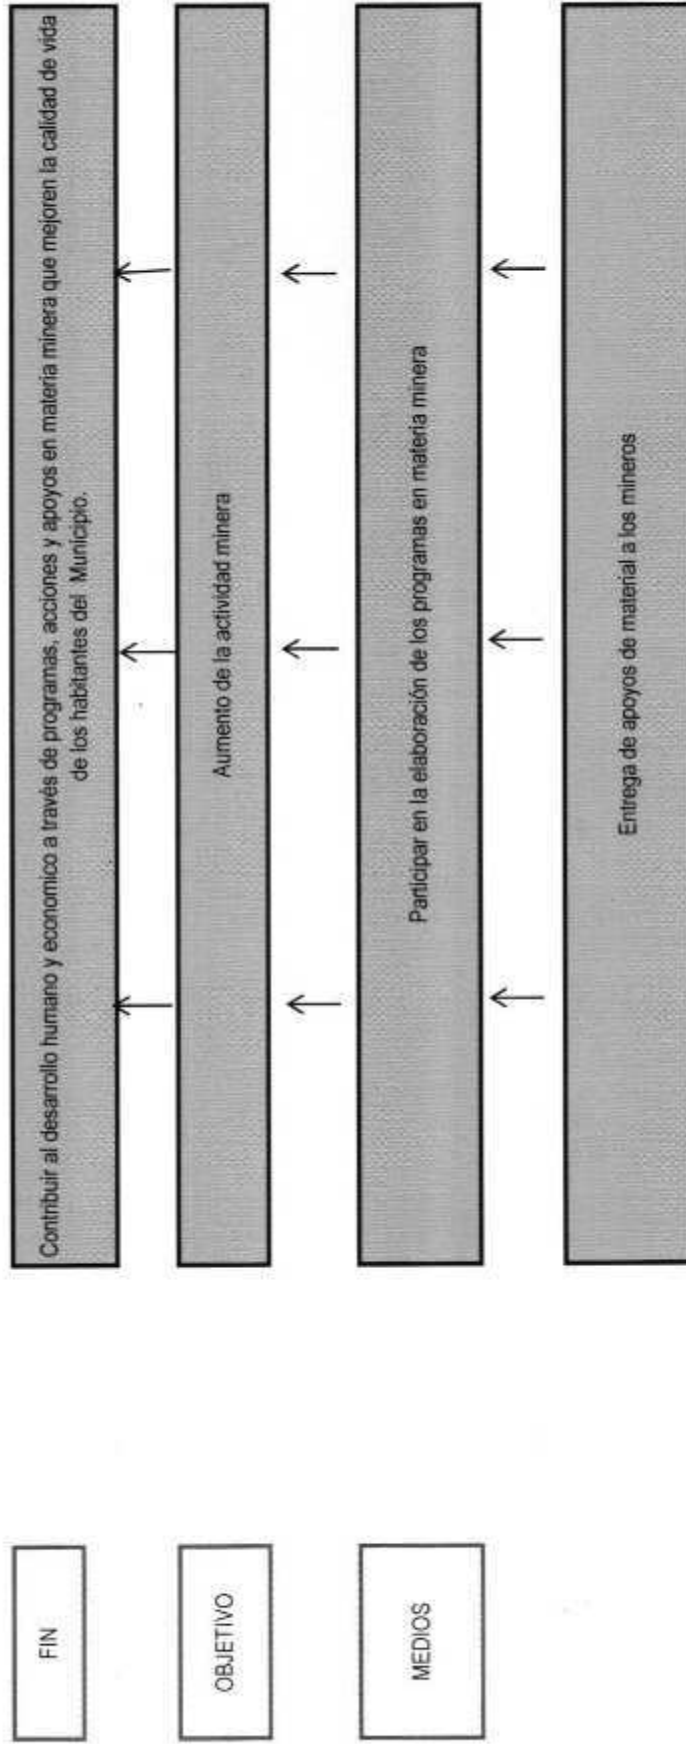 FIN
Contribuir al desarrollo humano y economico a través de programas, acciones y apoyos en materia minera que mejoren la calidad de vida
de los habitantes del Municipio.
OBJETIVO
Aumento de la actividad minera
MEDIOS
Participar en la elaboración de los programas en materia minera
Entrega de apoyos de material a los mineros